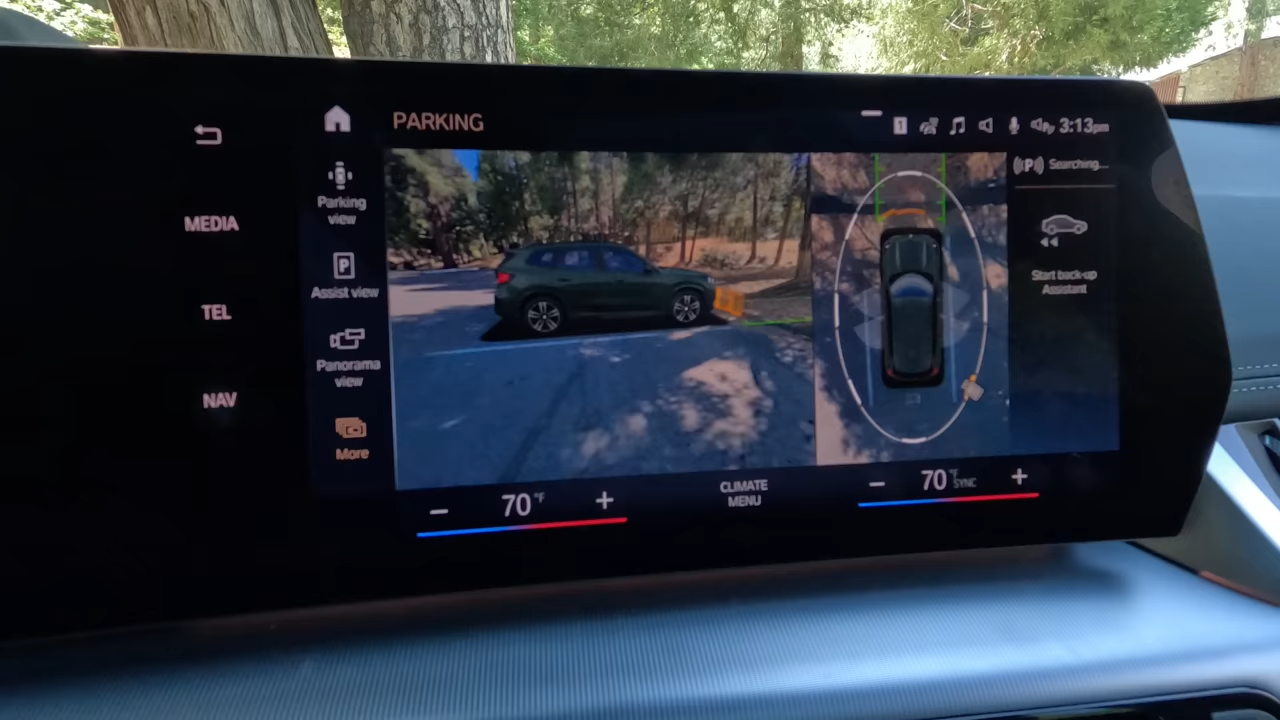 PARKING
1
3:13pm
(P) Searching...
Parking
view
MEDIA
P
Assist view
Start back-up
Assistant
TEL
Panorama
view
NAV
More
70°F
CLIMATE
MENU
70°F
SYNC